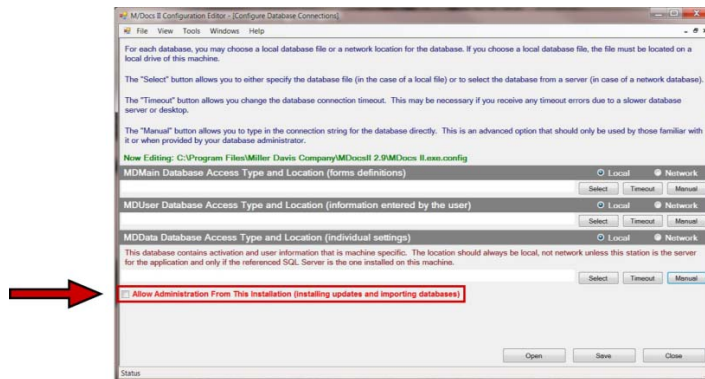 M/Docs II Configuration Editor - [Configure Database Connections]
File View Tools Windows Help
For each database, you may choose a local database file or a network location for the database. If you choose a local database file, the file must be located on a
local drive of this machine.
The "Select" button allows you to either specify the database file (in the case of a local file) or to select the database from a server (in case of a network database).
The "Timeout" button allows you change the database connection timeout. This may be necessary if you receive any timeout errors due to a slower database
server or desktop.
The "Manual" button allows you to type in the connection string for the database directly. This is an advanced option that should only be used by those familiar with
it or when provided by your database administrator.
Now Editing: C:\Program Files\Miller Davis Company\MDocsII 2.9\MDocs II.exe.config
MDMain Database Access Type and Location (forms definitions) Local Network
Select Timeout Manual
MDUser Database Access Type and Location (information entered by the user) Local Network
Select Timeout Manual
MDData Database Access Type and Location (individual settings) Local Network
This database contains activation and user information that is machine specific. The location should always be local, not network unless this station is the server
for the application and only if the referenced SQL Server is the one installed on this machine.
Select Timeout Manual
Allow Administration From This Installation (installing updates and importing databases)
Open Save Close
Status